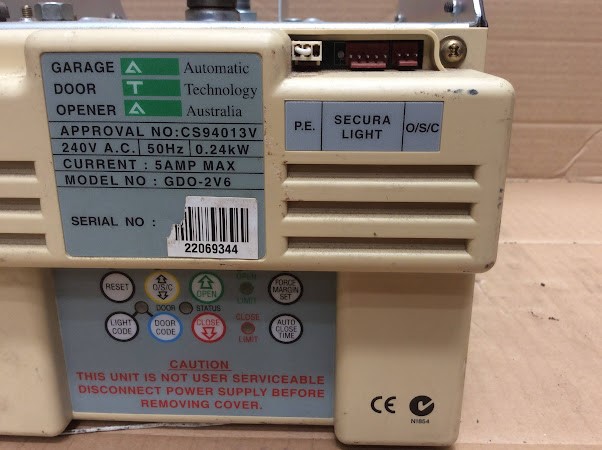 GARAGE A Automatic
DOOR T Technology
OPENER A Australia
APPROVAL NO:CS94013V
240V A.C. 50Hz 0.24kW
CURRENT : 5AMP MAX
MODEL NO : GDO-2V6
SERIAL NO :
22069344
P.E. SECURA LIGHT O/S/C
RESET O/S/C OPEN OPEN LIMIT FORCE MARGIN SET
DOOR STATUS
LIGHT CODE DOOR CODE CLOSE CLOSE LIMIT AUTO CLOSE TIME
CAUTION
THIS UNIT IS NOT USER SERVICEABLE
DISCONNECT POWER SUPPLY BEFORE
REMOVING COVER.
CE
N1854